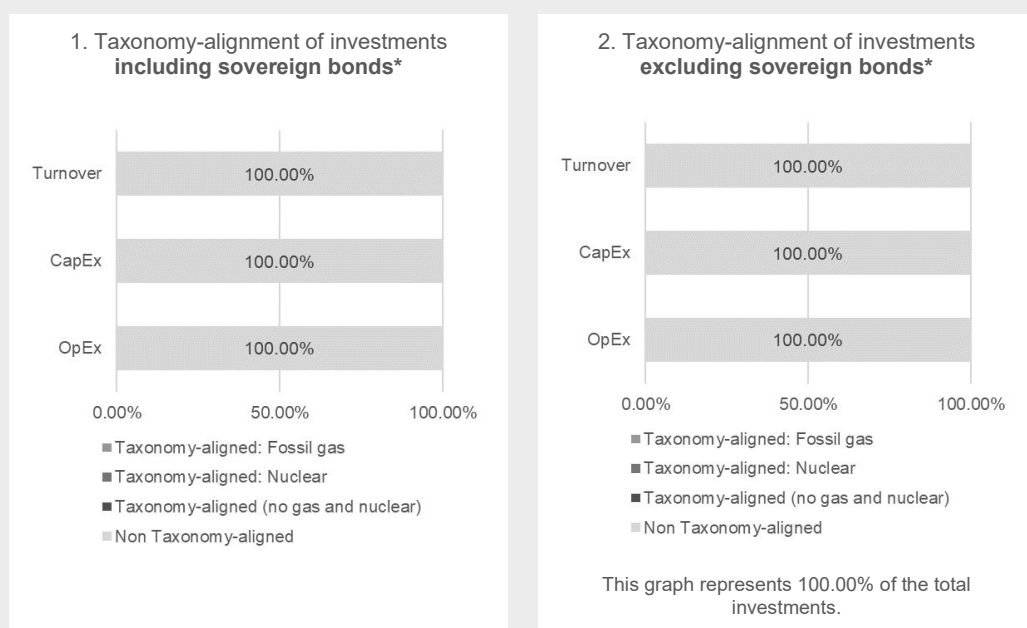 1. Taxonomy-alignment of investments
including sovereign bonds*
Turnover
100.00%
CapEx
100.00%
OpEx
100.00%
0.00% 50.00% 100.00%
Taxonomy-aligned: Fossil gas
Taxonomy-aligned: Nuclear
Taxonomy-aligned (no gas and nuclear)
Non Taxonomy-aligned
2. Taxonomy-alignment of investments
excluding sovereign bonds*
Turnover
100.00%
CapEx
100.00%
OpEx
100.00%
0.00% 50.00% 100.00%
Taxonomy-aligned: Fossil gas
Taxonomy-aligned: Nuclear
Taxonomy-aligned (no gas and nuclear)
Non Taxonomy-aligned
This graph represents 100.00% of the total
investments.